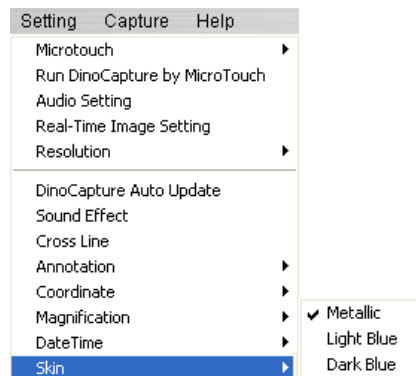 Setting Capture Help
Microtouch
Run DinoCapture by MicroTouch
Audio Setting
Real-Time Image Setting
Resolution
DinoCapture Auto Update
Sound Effect
Cross Line
Annotation
Coordinate
Magnification
DateTime
Skin
Metallic
Light Blue
Dark Blue